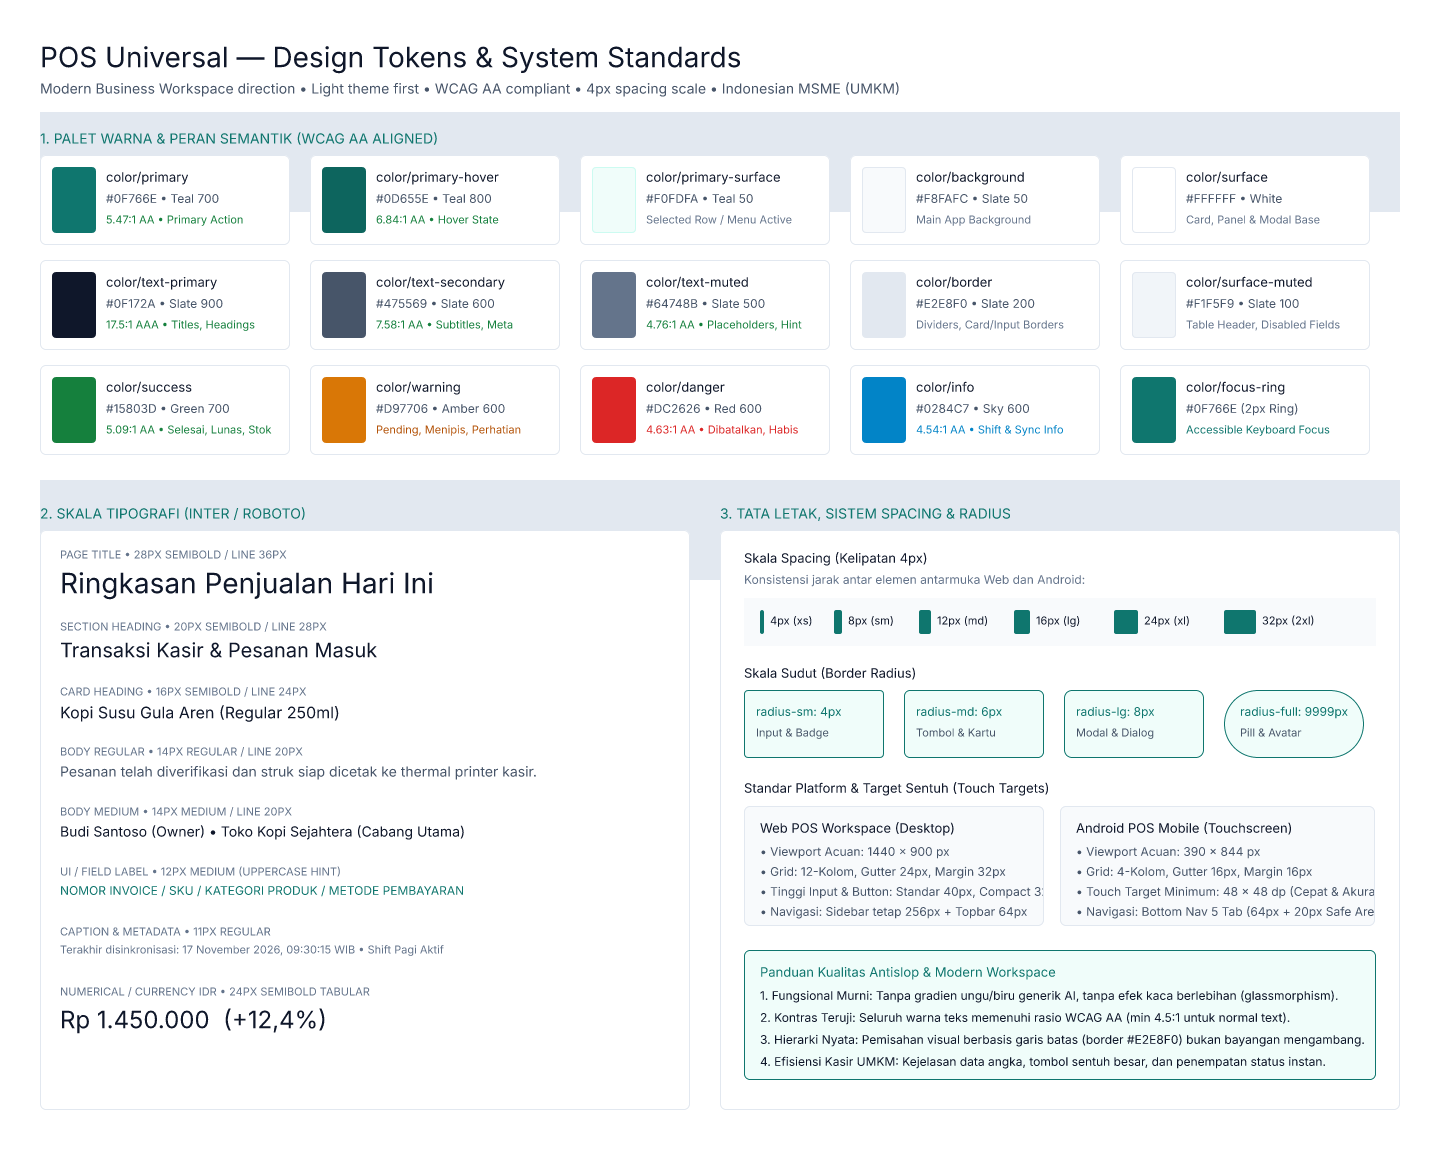 POS Universal — Design Tokens & System Standards
Modern Business Workspace direction • Light theme first • WCAG AA compliant • 4px spacing scale • Indonesian MSME (UMKM)
1. PALET WARNA & PERAN SEMANTIK (WCAG AA ALIGNED)
color/primary
#0F766E • Teal 700
5.47:1 AA • Primary Action
color/primary-hover
#0D655E • Teal 800
6.84:1 AA • Hover State
color/primary-surface
#F0FDFA • Teal 50
Selected Row / Menu Active
color/background
#F8FAFC • Slate 50
Main App Background
color/surface
#FFFFFF • White
Card, Panel & Modal Base
color/text-primary
#0F172A • Slate 900
17.5:1 AAA • Titles, Headings
color/text-secondary
#475569 • Slate 600
7.58:1 AA • Subtitles, Meta
color/text-muted
#64748B • Slate 500
4.76:1 AA • Placeholders, Hint
color/border
#E2E8F0 • Slate 200
Dividers, Card/Input Borders
color/surface-muted
#F1F5F9 • Slate 100
Table Header, Disabled Fields
color/success
#15803D • Green 700
5.09:1 AA • Selesai, Lunas, Stok
color/warning
#D97706 • Amber 600
Pending, Menipis, Perhatian
color/danger
#DC2626 • Red 600
4.63:1 AA • Dibatalkan, Habis
color/info
#0284C7 • Sky 600
4.54:1 AA • Shift & Sync Info
color/focus-ring
#0F766E (2px Ring)
Accessible Keyboard Focus
2. SKALA TIPOGRAFI (INTER / ROBOTO)
PAGE TITLE • 28PX SEMIBOLD / LINE 36PX
Ringkasan Penjualan Hari Ini
SECTION HEADING • 20PX SEMIBOLD / LINE 28PX
Transaksi Kasir & Pesanan Masuk
CARD HEADING • 16PX SEMIBOLD / LINE 24PX
Kopi Susu Gula Aren (Regular 250ml)
BODY REGULAR • 14PX REGULAR / LINE 20PX
Pesanan telah diverifikasi dan struk siap dicetak ke thermal printer kasir.
BODY MEDIUM • 14PX MEDIUM / LINE 20PX
Budi Santoso (Owner) • Toko Kopi Sejahtera (Cabang Utama)
UI / FIELD LABEL • 12PX MEDIUM (UPPERCASE HINT)
NOMOR INVOICE / SKU / KATEGORI PRODUK / METODE PEMBAYARAN
CAPTION & METADATA • 11PX REGULAR
Terakhir disinkronisasi: 17 November 2026, 09:30:15 WIB • Shift Pagi Aktif
NUMERICAL / CURRENCY IDR • 24PX SEMIBOLD TABULAR
Rp 1.450.000 (+12,4%)
3. TATA LETAK, SISTEM SPACING & RADIUS
Skala Spacing (Kelipatan 4px)
Konsistensi jarak antar elemen antarmuka Web dan Android:
4px (xs)
8px (sm)
12px (md)
16px (lg)
24px (xl)
32px (2xl)
Skala Sudut (Border Radius)
radius-sm: 4px
Input & Badge
radius-md: 6px
Tombol & Kartu
radius-lg: 8px
Modal & Dialog
radius-full: 9999px
Pill & Avatar
Standar Platform & Target Sentuh (Touch Targets)
Web POS Workspace (Desktop)
• Viewport Acuan: 1440 × 900 px
• Grid: 12-Kolom, Gutter 24px, Margin 32px
• Tinggi Input & Button: Standar 40px, Compact 3
• Navigasi: Sidebar tetap 256px + Topbar 64px
Android POS Mobile (Touchscreen)
• Viewport Acuan: 390 × 844 px
• Grid: 4-Kolom, Gutter 16px, Margin 16px
• Touch Target Minimum: 48 × 48 dp (Cepat & Akura
• Navigasi: Bottom Nav 5 Tab (64px + 20px Safe Are
Panduan Kualitas Antislop & Modern Workspace
1. Fungsional Murni: Tanpa gradien ungu/biru generik AI, tanpa efek kaca berlebihan (glassmorphism).
2. Kontras Teruji: Seluruh warna teks memenuhi rasio WCAG AA (min 4.5:1 untuk normal text).
3. Hierarki Nyata: Pemisahan visual berbasis garis batas (border #E2E8F0) bukan bayangan mengambang.
4. Efisiensi Kasir UMKM: Kejelasan data angka, tombol sentuh besar, dan penempatan status instan.